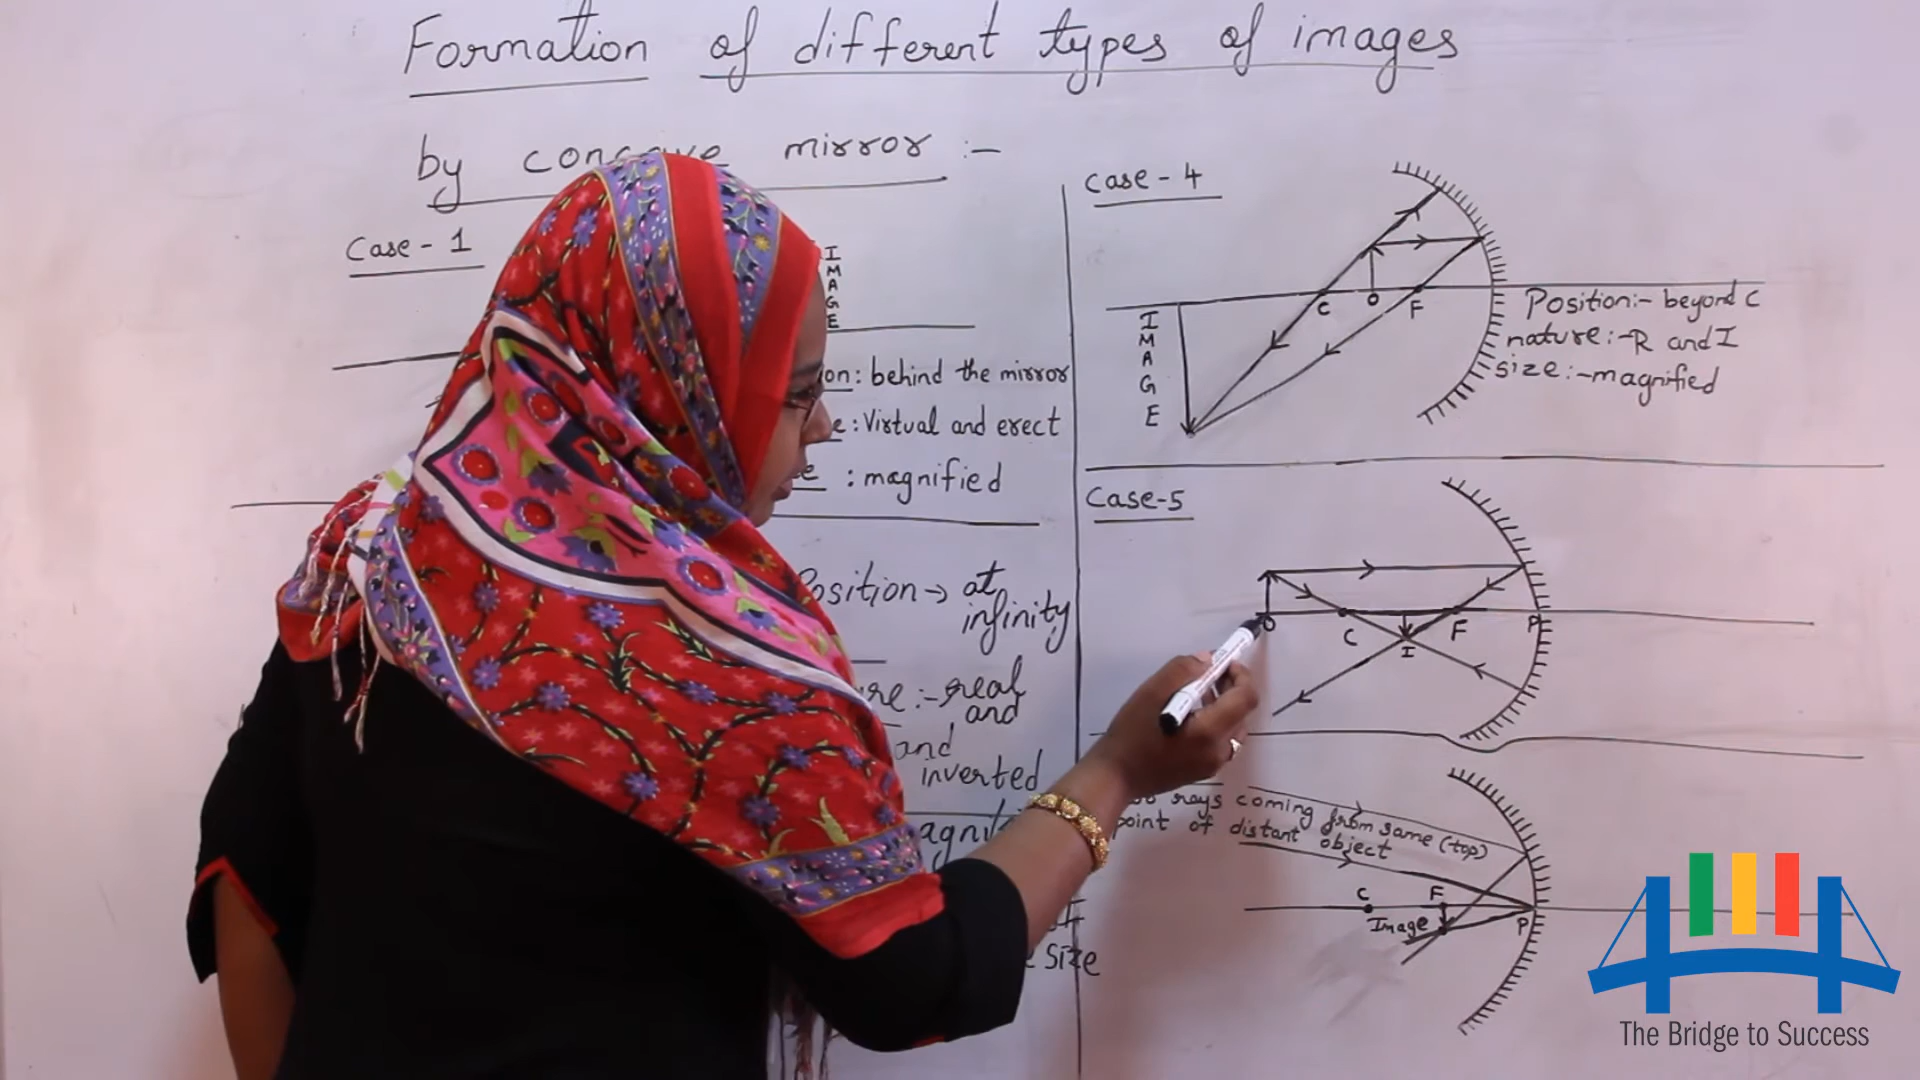 Formation of different types of images
by concave mirror :-
Case - 1
IMAGE
: behind the mirror
: Virtual and erect
: magnified
Position → at
infinity
:- real
and
and
inverted
Size
Case - 4
C O F
IMAGE
Position:- beyond C
nature:- R and I
size:- magnified
Case-5
O C I F P
rays coming from same (top)
point of distant object
C F
Image P
The Bridge to Success